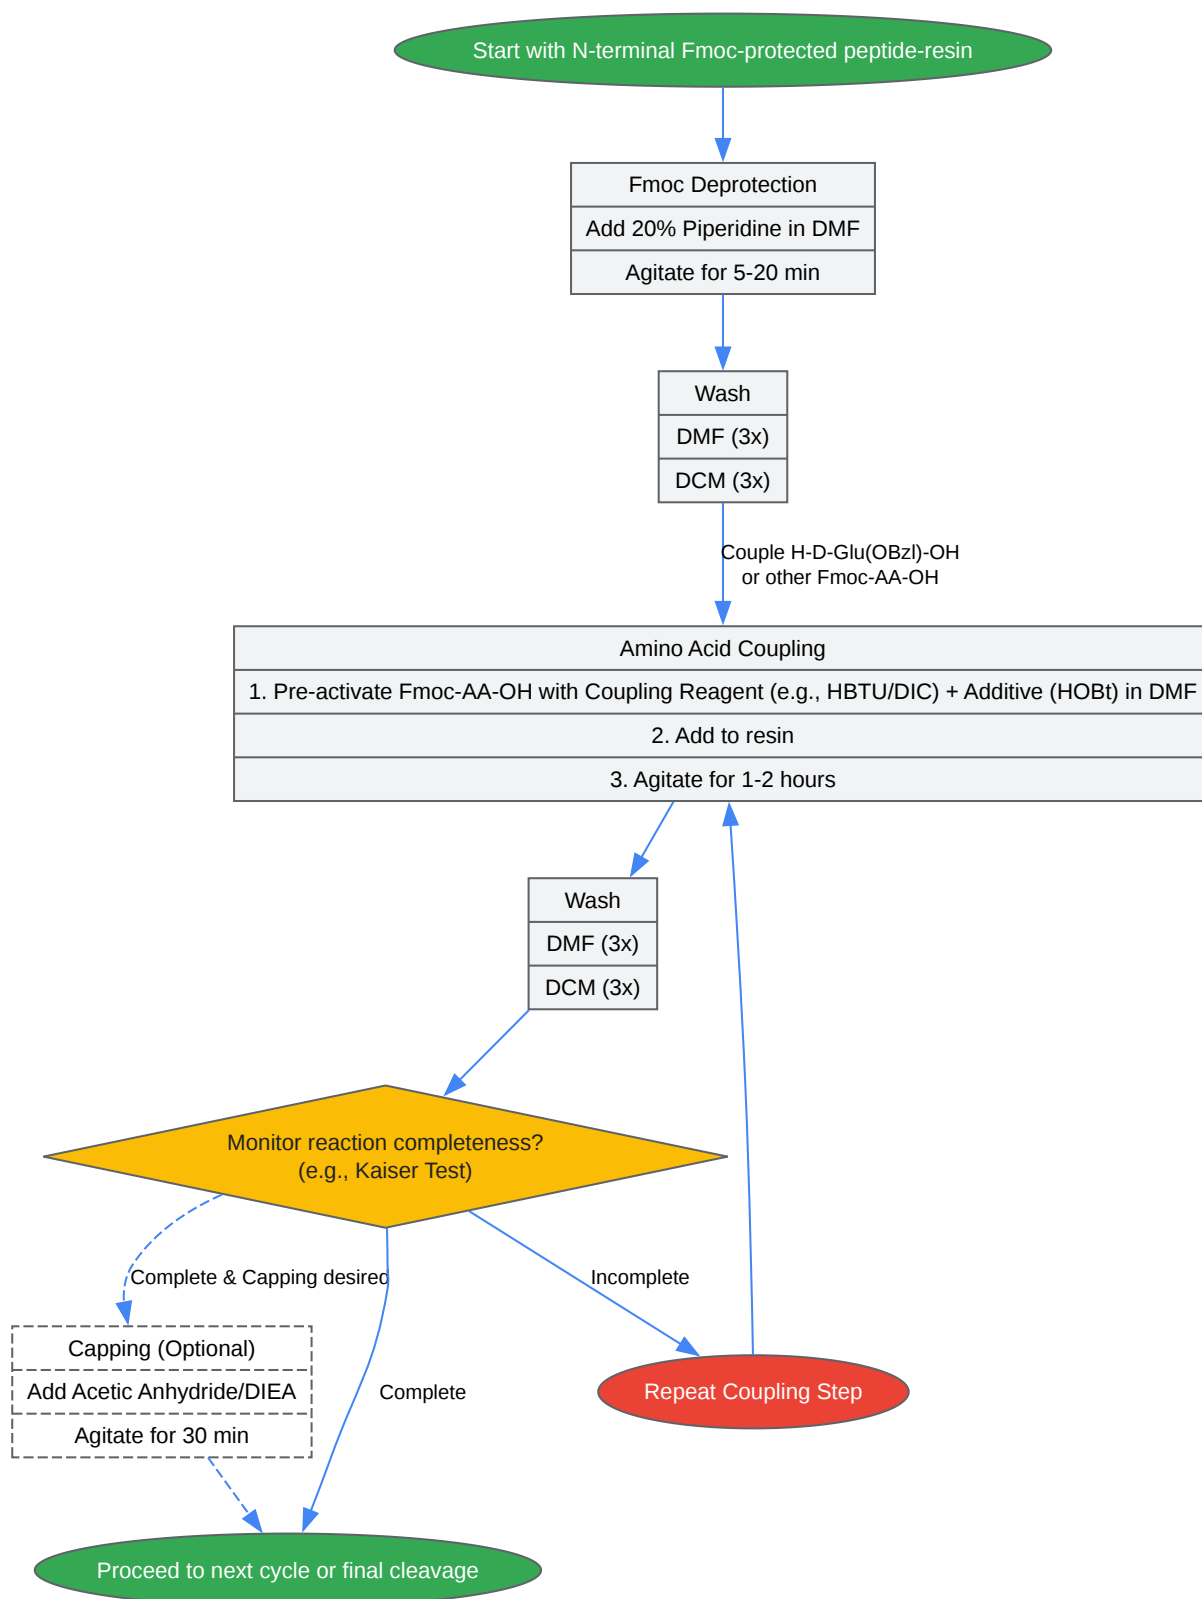 Start with N-terminal Fmoc-protected peptide-resin
Fmoc Deprotection
Add 20% Piperidine in DMF
Agitate for 5-20 min
Wash
DMF (3x)
DCM (3x)
Couple H-D-Glu(OBzl)-OH
or other Fmoc-AA-OH
Amino Acid Coupling
1. Pre-activate Fmoc-AA-OH with Coupling Reagent (e.g., HBTU/DIC) + Additive (HOBt) in DMF
2. Add to resin
3. Agitate for 1-2 hours
Wash
DMF (3x)
DCM (3x)
Monitor reaction completeness?
(e.g., Kaiser Test)
Complete & Capping desired
Incomplete
Capping (Optional)
Add Acetic Anhydride/DIEA
Agitate for 30 min
Complete
Repeat Coupling Step
Proceed to next cycle or final cleavage